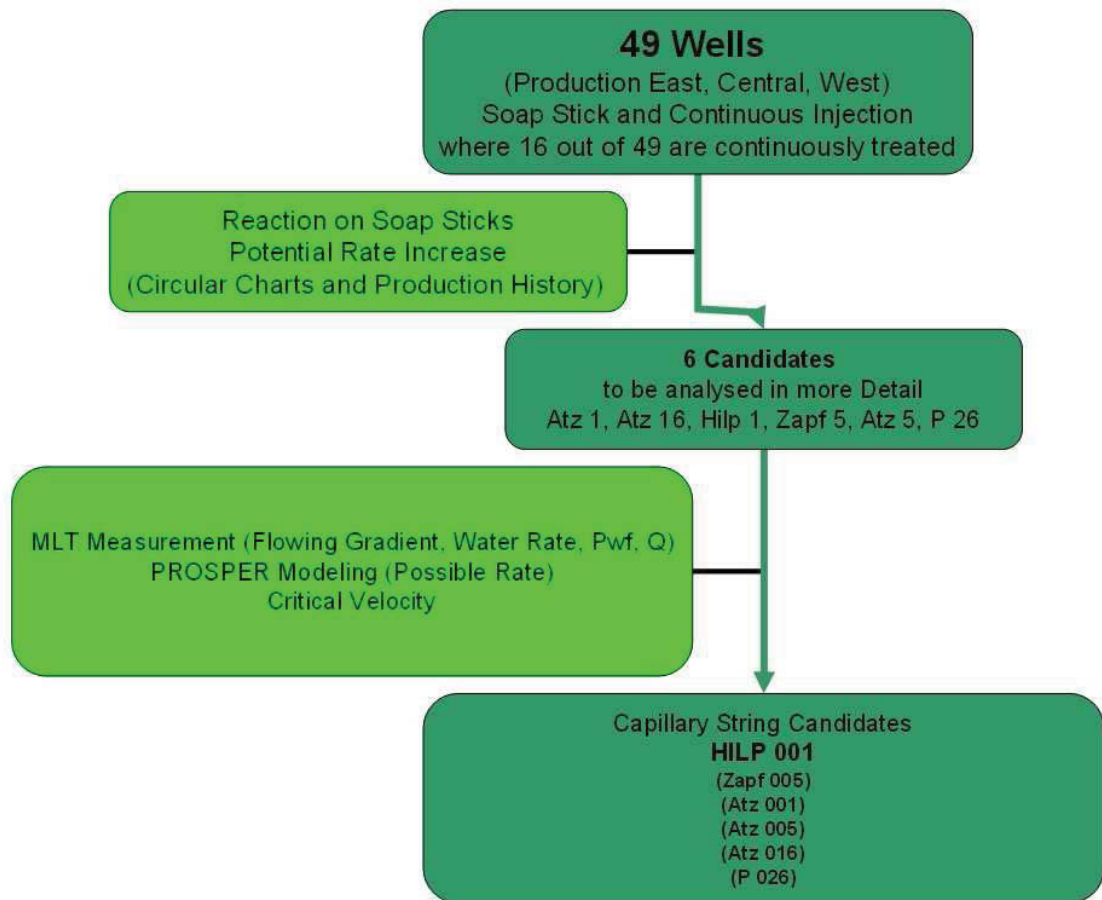 49 Wells
(Production East, Central, West)
Soap Stick and Continuous Injection
where 16 out of 49 are continuously treated
Reaction on Soap Sticks
Potential Rate Increase
(Circular Charts and Production History)
6 Candidates
to be analysed in more Detail
Atz 1, Atz 16, Hilp 1, Zapf 5, Atz 5, P 26
MLT Measurement (Flowing Gradient, Water Rate, Pwf, Q)
PROSPER Modeling (Possible Rate)
Critical Velocity
Capillary String Candidates
HILP 001
(Zapf 005)
(Atz 001)
(Atz 005)
(Atz 016)
(P 026)